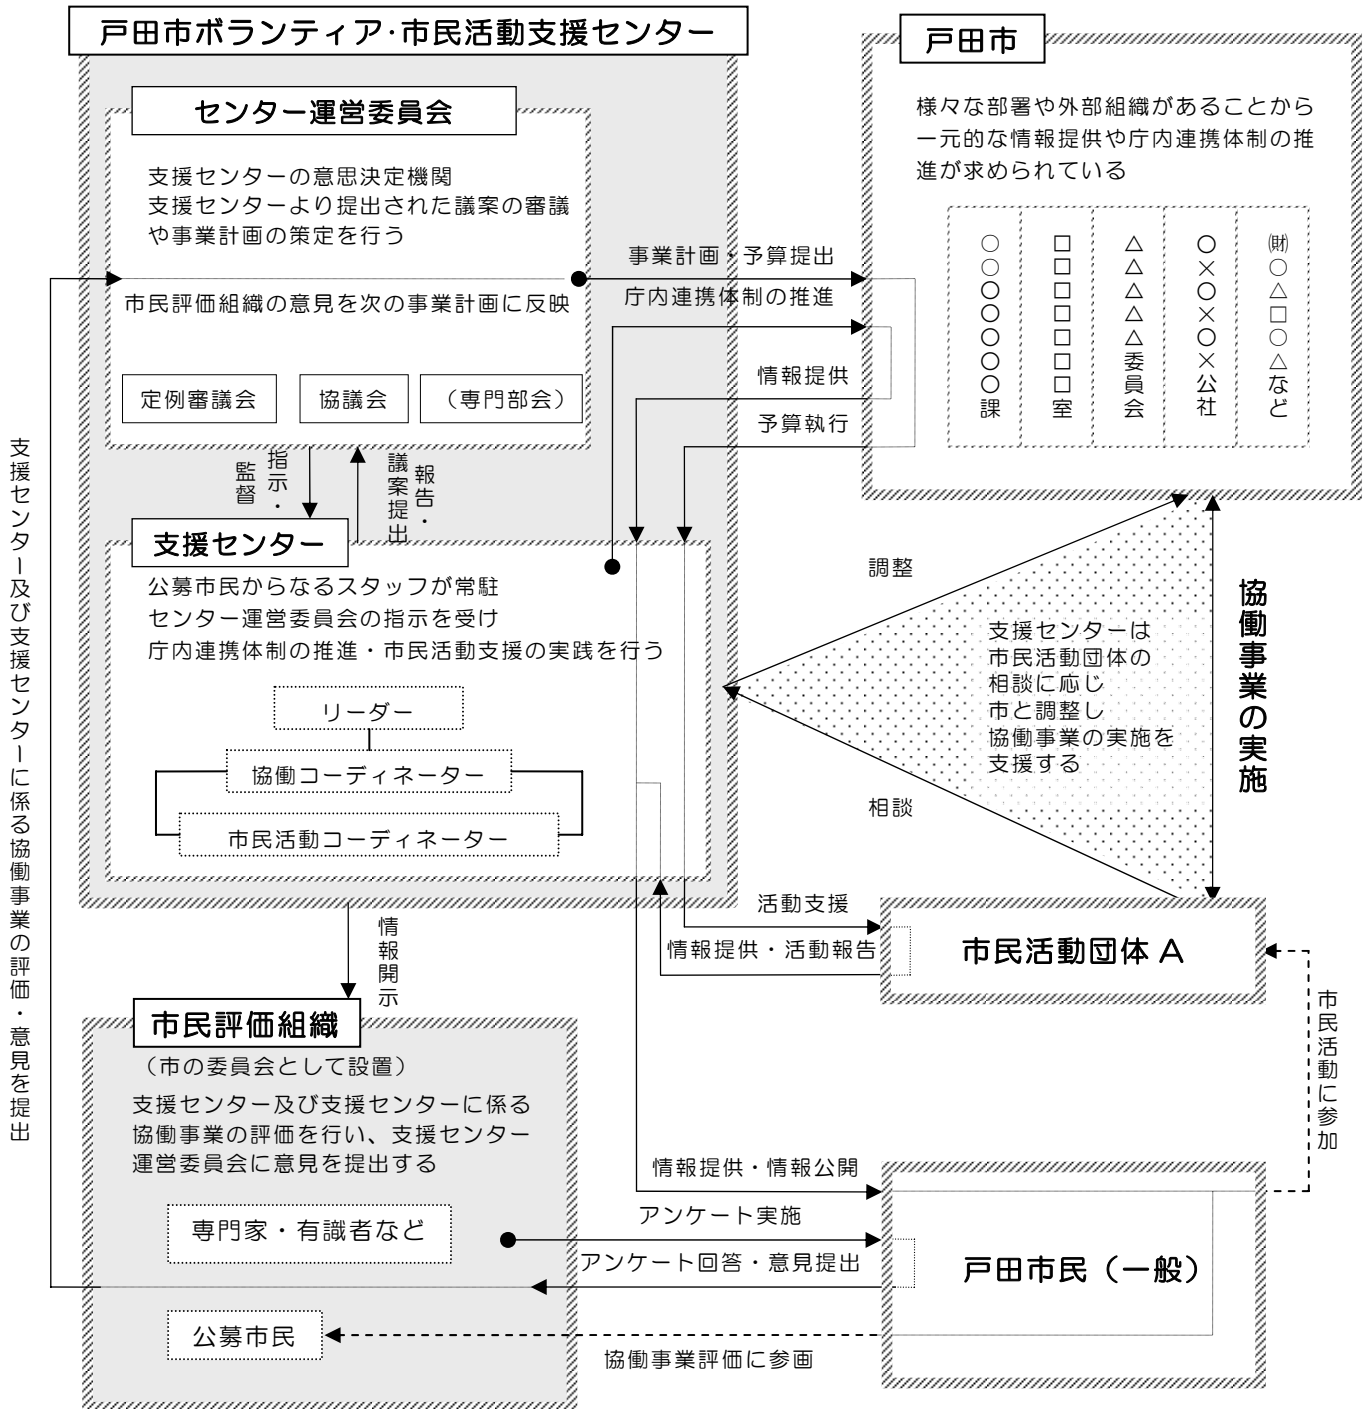 戸田市ボランティア・市民活動支援センター
センター運営委員会
支援センターの意思決定機関
支援センターより提出された議案の審議
や事業計画の策定を行う
市民評価組織の意見を次の事業計画に反映
定例審議会
協議会
（専門部会）
指示・
監督
報告・
議案提出
支援センター
公募市民からなるスタッフが常駐
センター運営委員会の指示を受け
庁内連携体制の推進・市民活動支援の実践を行う
リーダー
協働コーディネーター
市民活動コーディネーター
戸田市
様々な部署や外部組織があることから
一元的な情報提供や庁内連携体制の推
進が求められている
○○○○○○○課
□□□□□□□室
△△△△△委員会
○×○×○×公社
㈶○△□○△など
事業計画・予算提出
庁内連携体制の推進
情報提供
予算執行
調整
相談
支援センターは
市民活動団体の
相談に応じ
市と調整し
協働事業の実施を
支援する
協働事業の実施
活動支援
情報提供・活動報告
市民活動団体 A
情報開示
市民評価組織
（市の委員会として設置）
支援センター及び支援センターに係る
協働事業の評価を行い、支援センター
運営委員会に意見を提出する
専門家・有識者など
公募市民
情報提供・情報公開
アンケート実施
アンケート回答・意見提出
協働事業評価に参画
戸田市民（一般）
市民活動に参加
支援センター及び支援センターに係る協働事業の評価・意見を提出